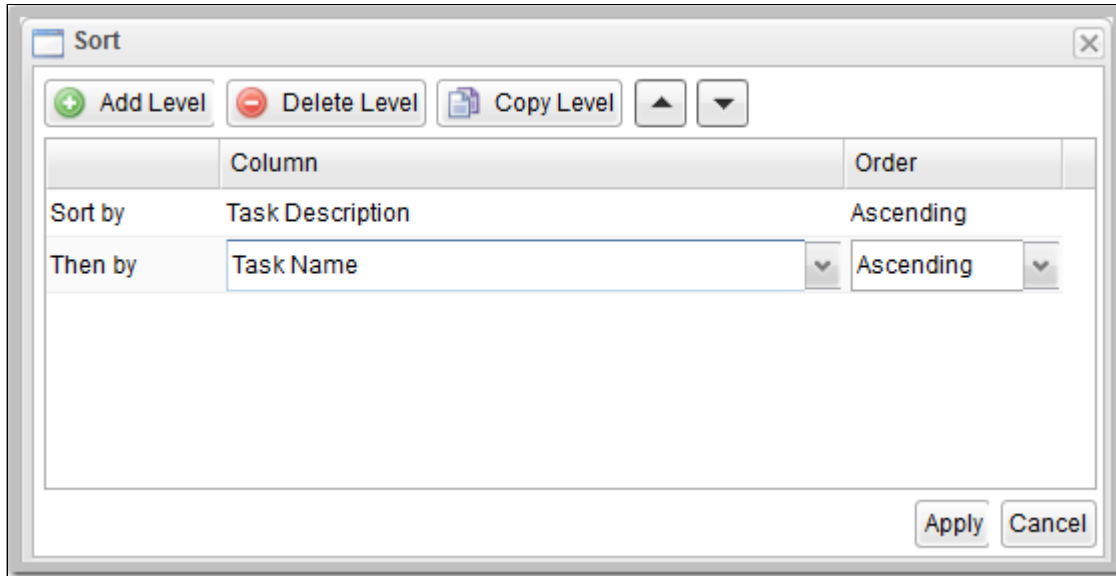 Sort
Add Level Delete Level Copy Level
Column Order
Sort by Task Description Ascending
Then by Task Name Ascending
Apply Cancel